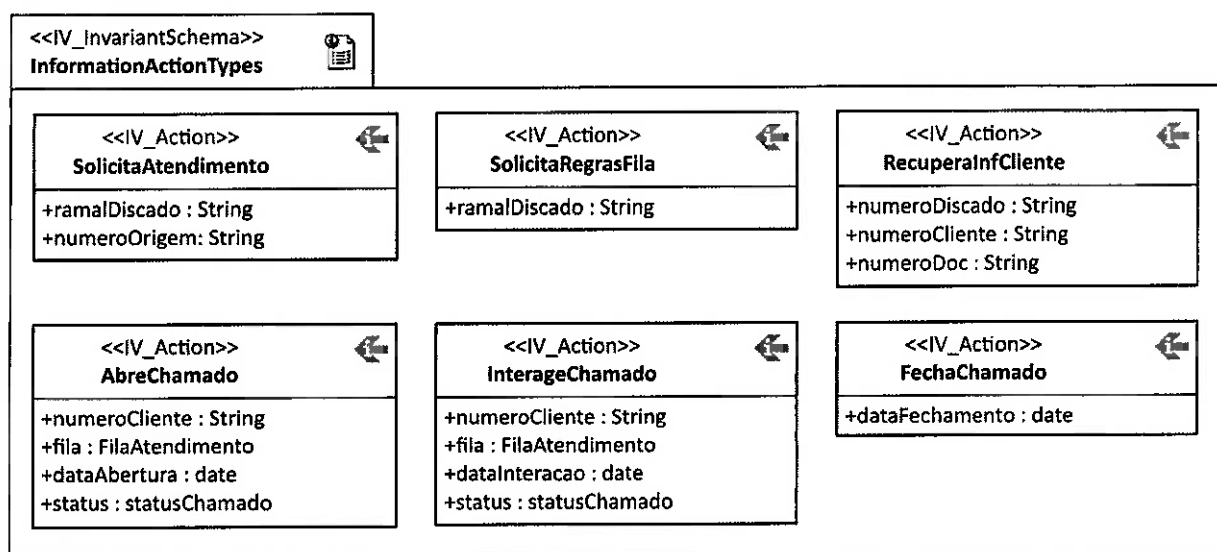 <<IV_InvariantSchema>>
InformationActionTypes
<<IV_Action>>
SolicitaAtendimento
+ramalDiscado : String
+numeroOrigem: String
<<IV_Action>>
SolicitaRegrasFila
+ramalDiscado : String
<<IV_Action>>
RecuperaInfCliente
+numeroDiscado : String
+numeroCliente : String
+numeroDoc : String
<<IV_Action>>
AbreChamado
+numeroCliente : String
+fila : FilaAtendimento
+dataAbertura : date
+status : statusChamado
<<IV_Action>>
InterageChamado
+numeroCliente : String
+fila : FilaAtendimento
+dataInteracao : date
+status : statusChamado
<<IV_Action>>
FechaChamado
+dataFechamento : date